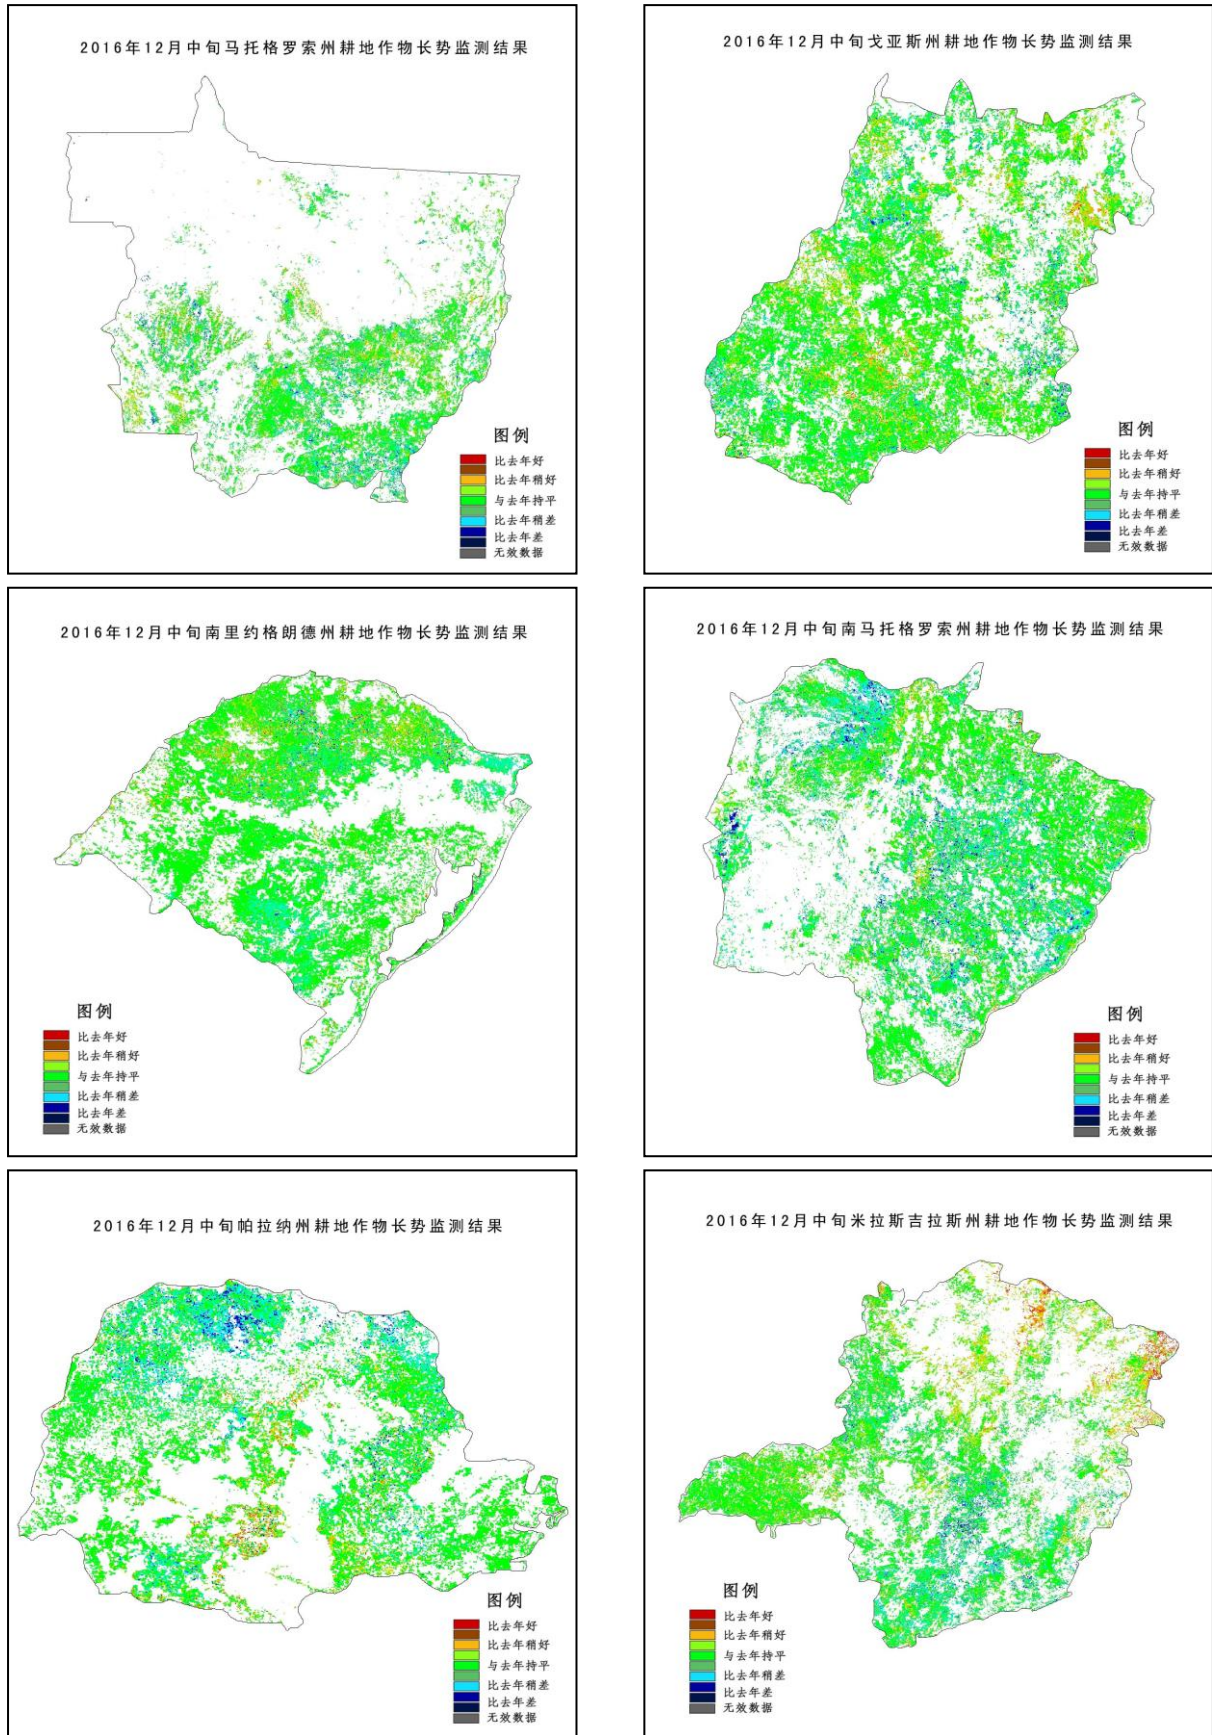 2016年12月中旬马托格罗索州耕地作物长势监测结果
图例
比去年好
比去年稍好
与去年持平
比去年稍差
比去年差
无效数据
2016年12月中旬戈亚斯州耕地作物长势监测结果
图例
比去年好
比去年稍好
与去年持平
比去年稍差
比去年差
无效数据
2016年12月中旬南里约格朗德州耕地作物长势监测结果
图例
比去年好
比去年稍好
与去年持平
比去年稍差
比去年差
无效数据
2016年12月中旬南马托格罗索州耕地作物长势监测结果
图例
比去年好
比去年稍好
与去年持平
比去年稍差
比去年差
无效数据
2016年12月中旬帕拉纳州耕地作物长势监测结果
图例
比去年好
比去年稍好
与去年持平
比去年稍差
比去年差
无效数据
2016年12月中旬米拉斯吉拉斯州耕地作物长势监测结果
图例
比去年好
比去年稍好
与去年持平
比去年稍差
比去年差
无效数据